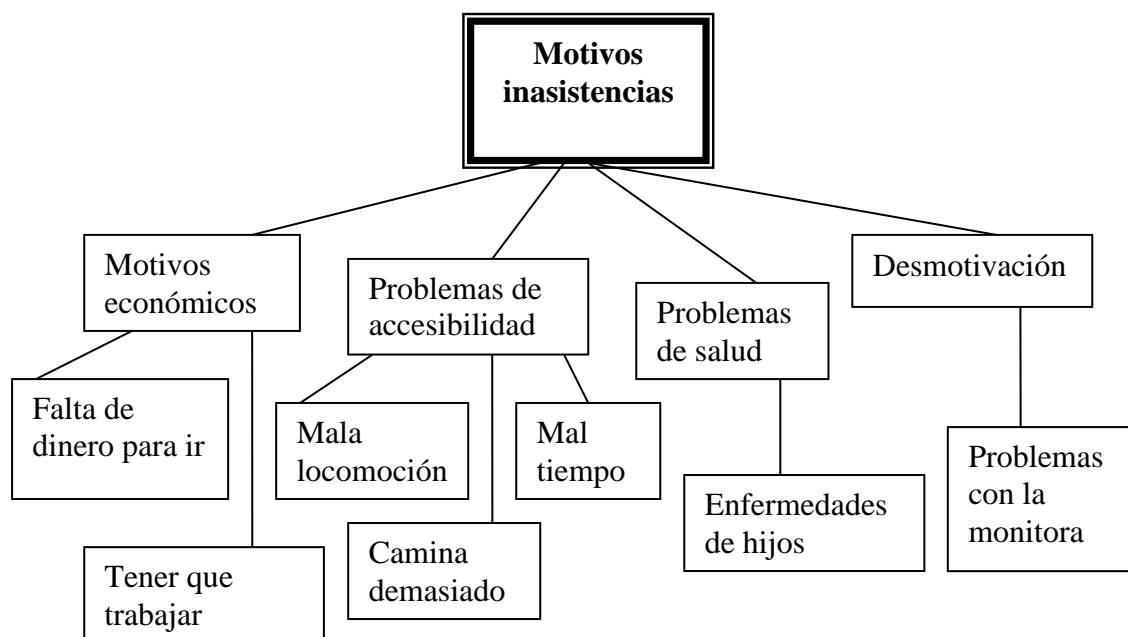 Motivos
inasistencias
Motivos
económicos
Problemas de
accesibilidad
Problemas
de salud
Desmotivación
Falta de
dinero para ir
Tener que
trabajar
Mala
locomoción
Camina
demasiado
Mal
tiempo
Enfermedades
de hijos
Problemas
con la
monitora